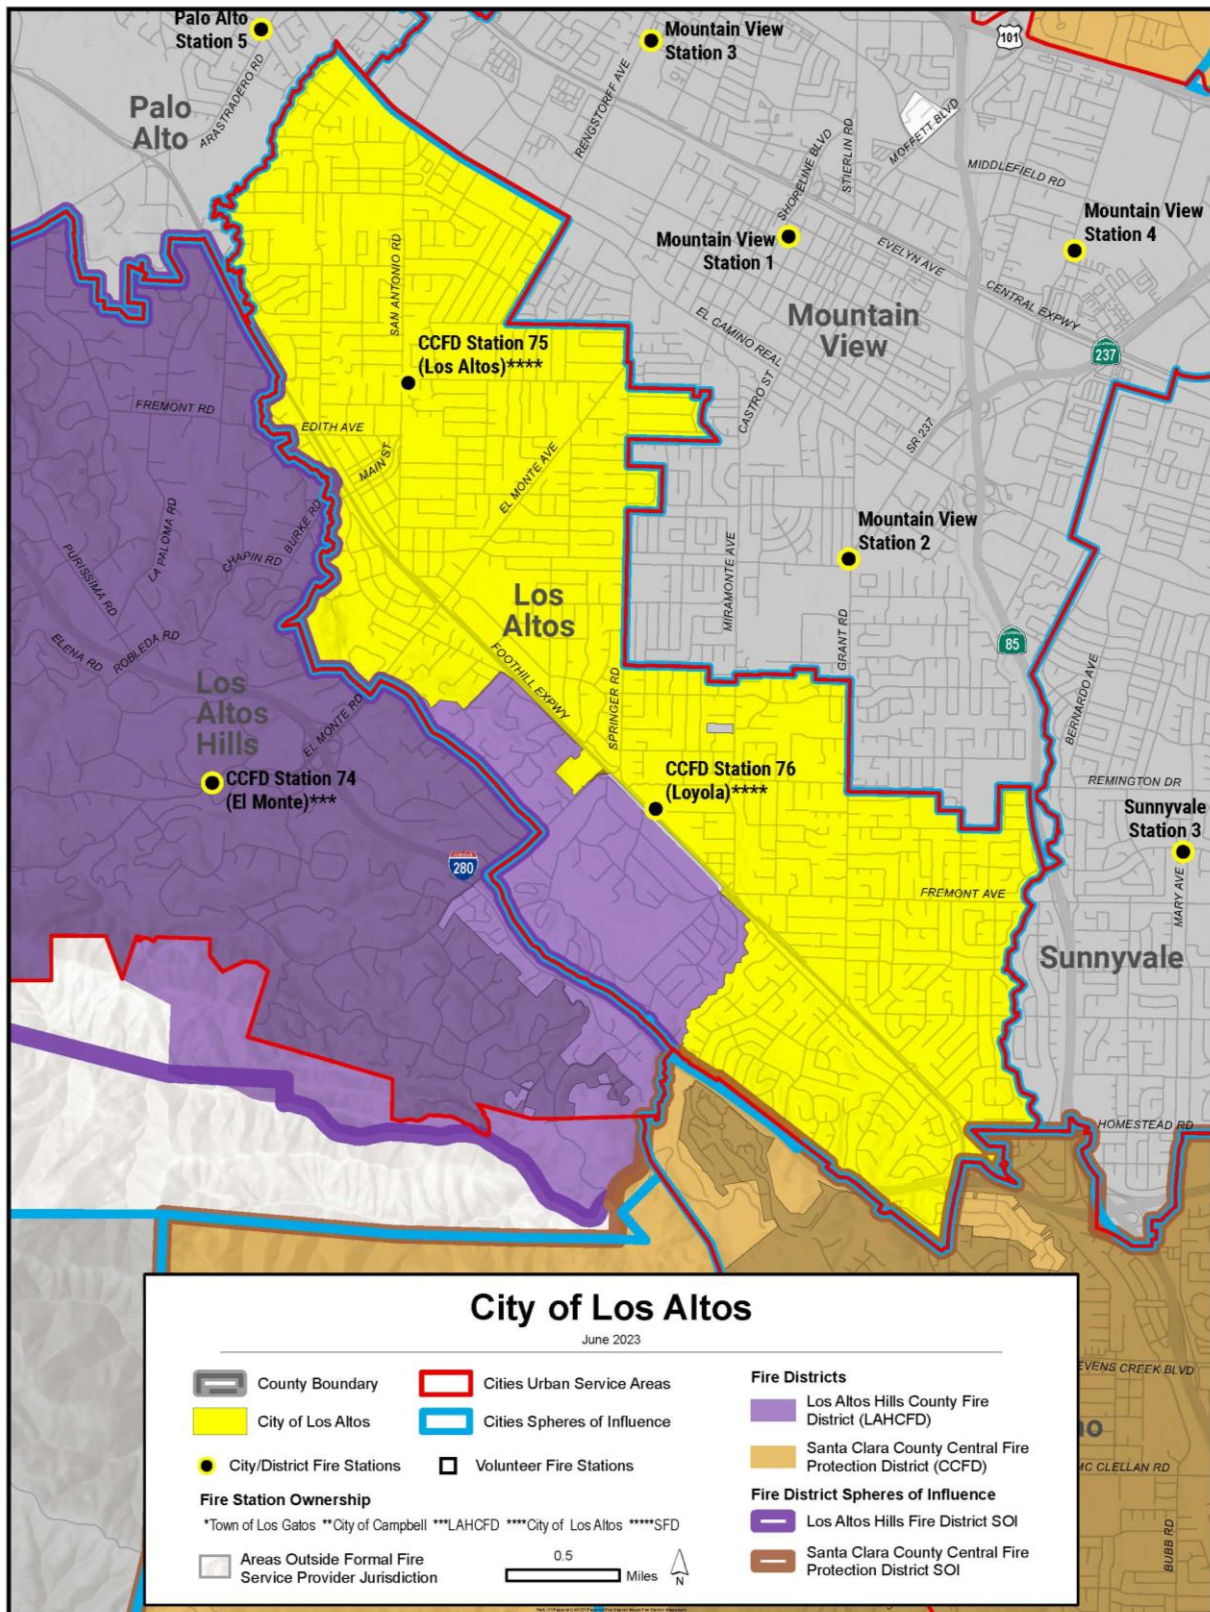 Palo Alto
Station 5
Mountain View
Station 3
101
Palo
Alto
ARASTRADERO RD
RENGSTORFF AVE
SHORELINE BLVD
STIERLIN RD
MOFFETT BLVD
MIDDLEFIELD RD
Mountain View
Station 4
Mountain View
Station 1
EVELYN AVE
CENTRAL EXPWY
SAN ANTONIO RD
EL CAMINO REAL
Mountain
View
237
CCFD Station 75
(Los Altos)****
CASTRO ST
SR 237
FREMONT RD
EDITH AVE
MAIN ST
EL MONTE AVE
BURKE RD
LA PALOMA RD
CHAPIN RD
PURISSIMA RD
Mountain View
Station 2
MIRAMONTE AVE
GRANT RD
Los
Altos
ROBLEDA RD
ELENA RD
85
BERNARDO AVE
FOOTHILL EXPWY
SPRINGER RD
Los
Altos
Hills
EL MONTE RD
CCFD Station 74
(El Monte)***
CCFD Station 76
(Loyola)****
REMINGTON DR
Sunnyvale
Station 3
280
FREMONT AVE
MARY AVE
Sunnyvale
HOMESTEAD RD
City of Los Altos
June 2023
County Boundary
City of Los Altos
City/District Fire Stations
Cities Urban Service Areas
Cities Spheres of Influence
Volunteer Fire Stations
Fire Station Ownership
*Town of Los Gatos **City of Campbell ***LAHCFD ****City of Los Altos *****SFD
Areas Outside Formal Fire
Service Provider Jurisdiction
0.5
Miles
N
Fire Districts
Los Altos Hills County Fire
District (LAHCFD)
Santa Clara County Central Fire
Protection District (CCFD)
Fire District Spheres of Influence
Los Altos Hills Fire District SOI
Santa Clara County Central Fire
Protection District SOI
EVENS CREEK BLVD
no
MC CLELLAN RD
BUBB RD